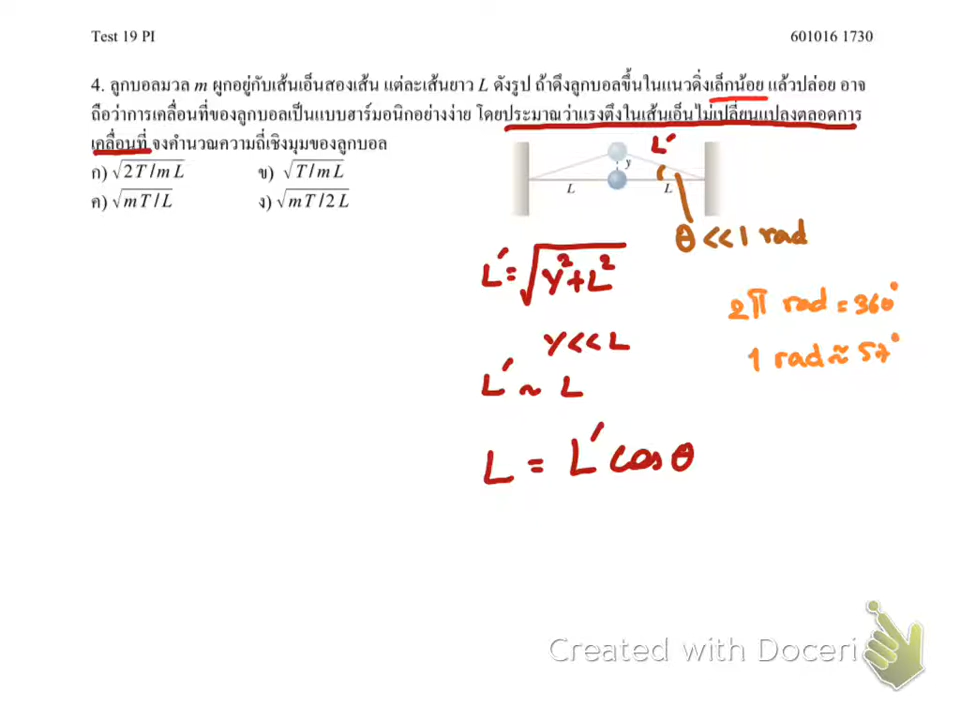 Test 19 PI
601016 1730
4. ลูกบอลมวล m ผูกอยู่กับเส้นเอ็นสองเส้น แต่ละเส้นยาว L ดังรูป ถ้าดึงลูกบอลขึ้นในแนวดิ่งเล็กน้อย แล้วปล่อย อาจ
ถือว่าการเคลื่อนที่ของลูกบอลเป็นแบบฮาร์มอนิกอย่างง่าย โดยประมาณว่าแรงตึงในเส้นเอ็นไม่เปลี่ยนแปลงตลอดการ
เคลื่อนที่ จงคำนวณความถี่เชิงมุมของลูกบอล
ก) √2T/mL
ข) √T/mL
ค) √mT/L
ง) √mT/2L
L'
y
L
L
θ << 1 rad
L' = √y² + L²
2π rad = 360°
y << L
1 rad ≈ 57°
L' ~ L
L = L' cos θ
Created with Doceri